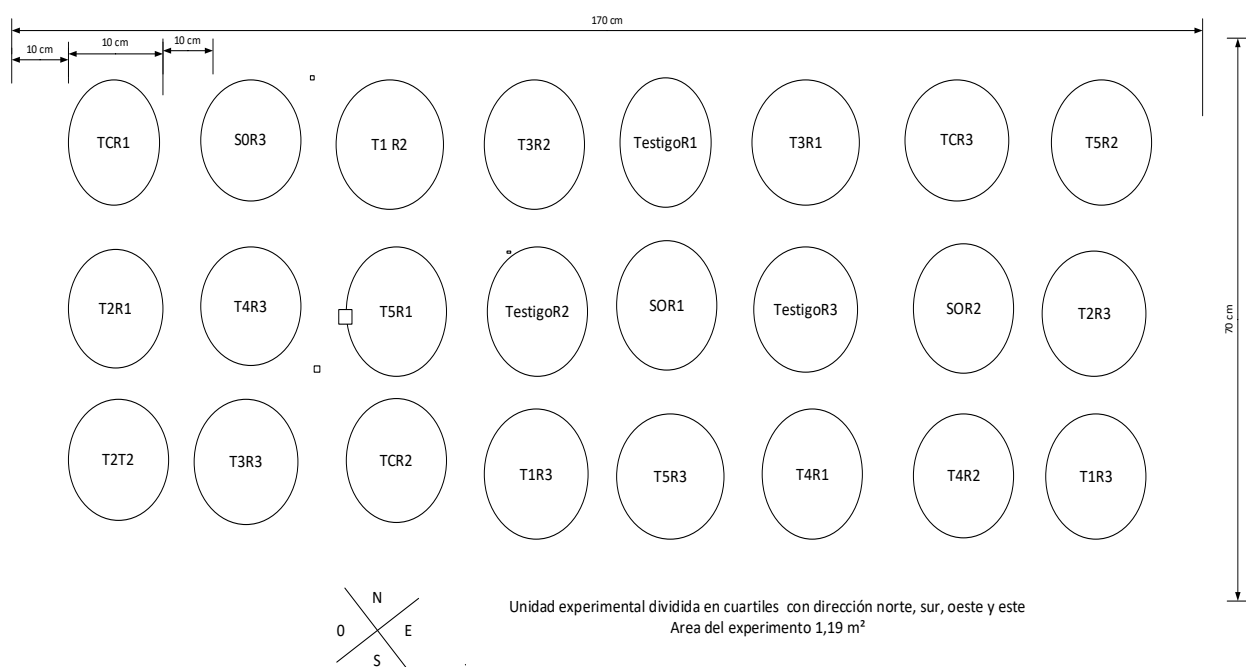 170 cm
10 cm
10 cm
10 cm
TCR1
S0R3
T1 R2
T3R2
TestigoR1
T3R1
TCR3
T5R2
T2R1
T4R3
T5R1
TestigoR2
SOR1
TestigoR3
SOR2
T2R3
70 cm
T2T2
T3R3
TCR2
T1R3
T5R3
T4R1
T4R2
T1R3
N
0
E
S
Unidad experimental dividida en cuartiles con dirección norte, sur, oeste y este
Area del experimento 1,19 m²